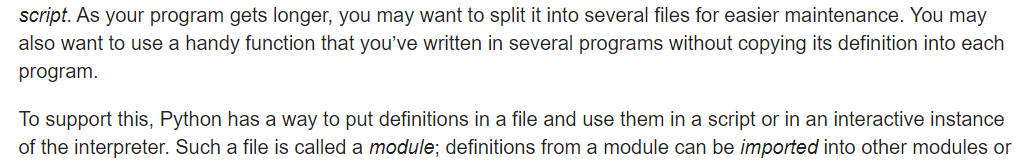 script. As your program gets longer, you may want to split it into several files for easier maintenance. You may
also want to use a handy function that you’ve written in several programs without copying its definition into each
program.
To support this, Python has a way to put definitions in a file and use them in a script or in an interactive instance
of the interpreter. Such a file is called a module; definitions from a module can be imported into other modules or